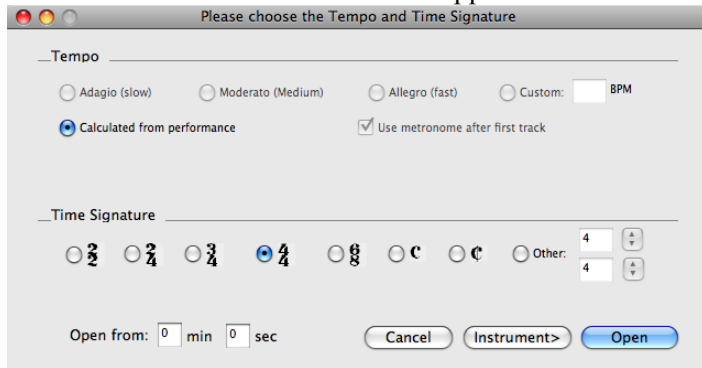 Please choose the Tempo and Time Signature
Tempo
Adagio (slow) Moderato (Medium) Allegro (fast) Custom: BPM
Calculated from performance Use metronome after first track
Time Signature
2/2 2/4 3/4 4/4 6/8 C ¢ Other: 4
4
Open from: 0 min 0 sec Cancel Instrument> Open